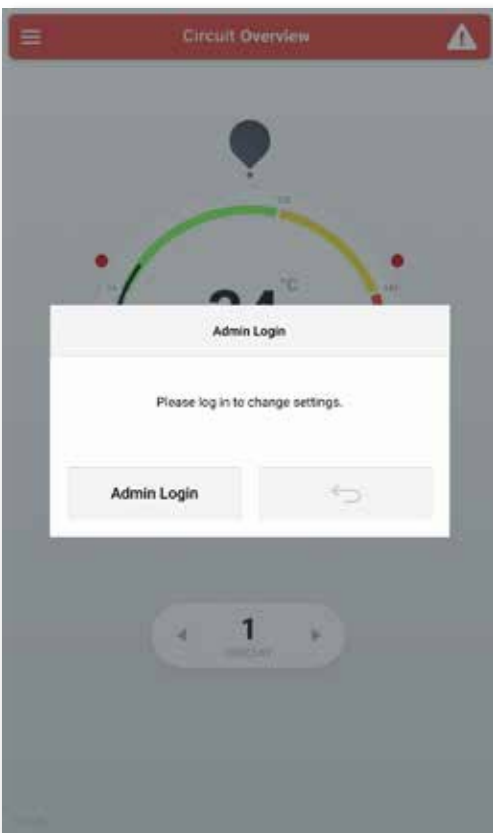 Circuit Overview
°C
Admin Login
Please log in to change settings.
Admin Login
1